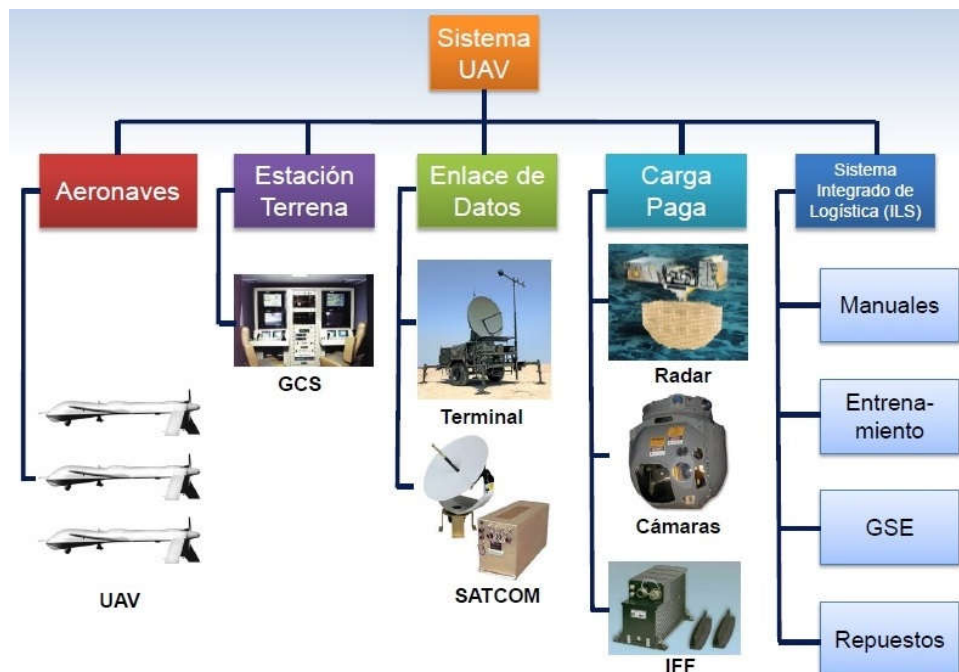 Sistema
UAV
Aeronaves
Estación
Terrena
Enlace de
Datos
Carga
Paga
Sistema
Integrado de
Logística (ILS)
GCS
UAV
Terminal
SATCOM
Radar
Cámaras
IFF
Manuales
Entrena-
miento
GSE
Repuestos